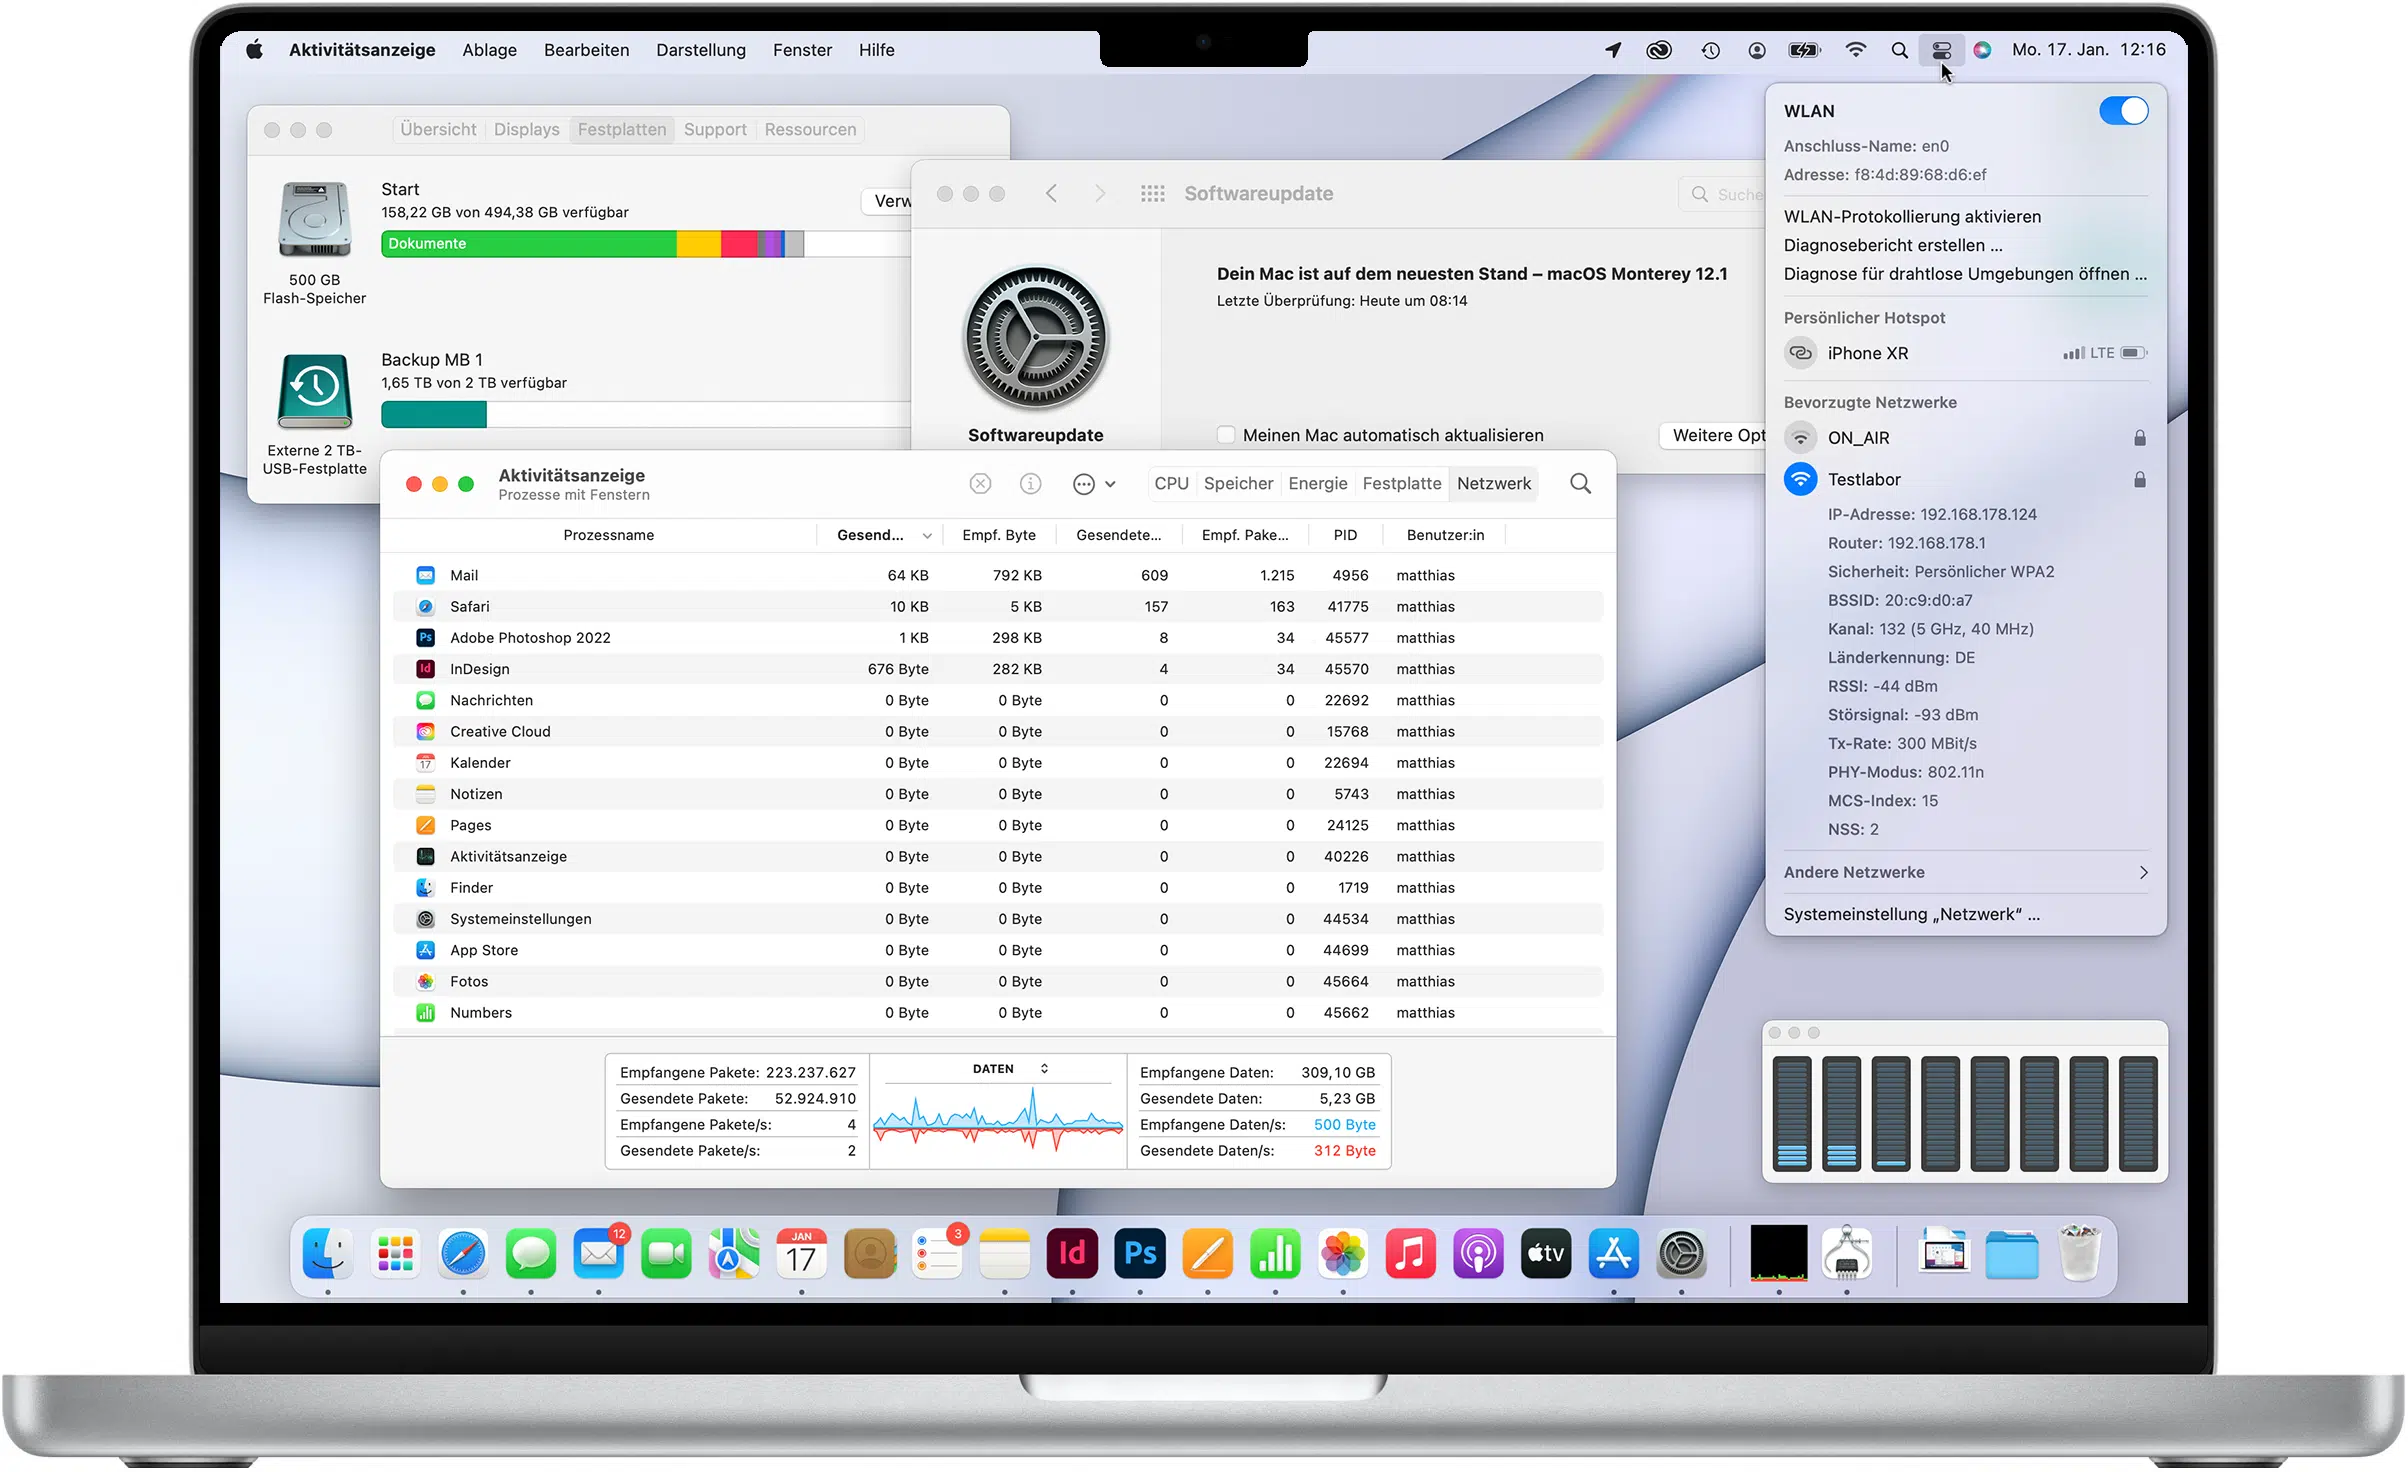 Aktivitätsanzeige Ablage Bearbeiten Darstellung Fenster Hilfe
Mo. 17. Jan. 12:16
Übersicht Displays Festplatten Support Ressourcen
Start
158,22 GB von 494,38 GB verfügbar
Verw
Dokumente
500 GB
Flash-Speicher
Backup MB 1
1,65 TB von 2 TB verfügbar
Externe 2 TB-
USB-Festplatte
Softwareupdate
Suche
Dein Mac ist auf dem neuesten Stand – macOS Monterey 12.1
Letzte Überprüfung: Heute um 08:14
Softwareupdate
Meinen Mac automatisch aktualisieren
Weitere Opt
Aktivitätsanzeige
Prozesse mit Fenstern
CPU Speicher Energie Festplatte Netzwerk
Prozessname Gesend... Empf. Byte Gesendete... Empf. Pake... PID Benutzer:in
Mail 64 KB 792 KB 609 1.215 4956 matthias
Safari 10 KB 5 KB 157 163 41775 matthias
Ps Adobe Photoshop 2022 1 KB 298 KB 8 34 45577 matthias
Id InDesign 676 Byte 282 KB 4 34 45570 matthias
Nachrichten 0 Byte 0 Byte 0 0 22692 matthias
Creative Cloud 0 Byte 0 Byte 0 0 15768 matthias
17 Kalender 0 Byte 0 Byte 0 0 22694 matthias
Notizen 0 Byte 0 Byte 0 0 5743 matthias
Pages 0 Byte 0 Byte 0 0 24125 matthias
Aktivitätsanzeige 0 Byte 0 Byte 0 0 40226 matthias
Finder 0 Byte 0 Byte 0 0 1719 matthias
Systemeinstellungen 0 Byte 0 Byte 0 0 44534 matthias
App Store 0 Byte 0 Byte 0 0 44699 matthias
Fotos 0 Byte 0 Byte 0 0 45664 matthias
Numbers 0 Byte 0 Byte 0 0 45662 matthias
Empfangene Pakete: 223.237.627
Gesendete Pakete: 52.924.910
Empfangene Pakete/s: 4
Gesendete Pakete/s: 2
DATEN
Empfangene Daten: 309,10 GB
Gesendete Daten: 5,23 GB
Empfangene Daten/s: 500 Byte
Gesendete Daten/s: 312 Byte
WLAN
Anschluss-Name: en0
Adresse: f8:4d:89:68:d6:ef
WLAN-Protokollierung aktivieren
Diagnosebericht erstellen ...
Diagnose für drahtlose Umgebungen öffnen ...
Persönlicher Hotspot
iPhone XR LTE
Bevorzugte Netzwerke
ON_AIR
Testlabor
IP-Adresse: 192.168.178.124
Router: 192.168.178.1
Sicherheit: Persönlicher WPA2
BSSID: 20:c9:d0:a7
Kanal: 132 (5 GHz, 40 MHz)
Länderkennung: DE
RSSI: -44 dBm
Störsignal: -93 dBm
Tx-Rate: 300 MBit/s
PHY-Modus: 802.11n
MCS-Index: 15
NSS: 2
Andere Netzwerke
Systemeinstellung „Netzwerk“ ...
12
JAN
17
3
Id
Ps
tv